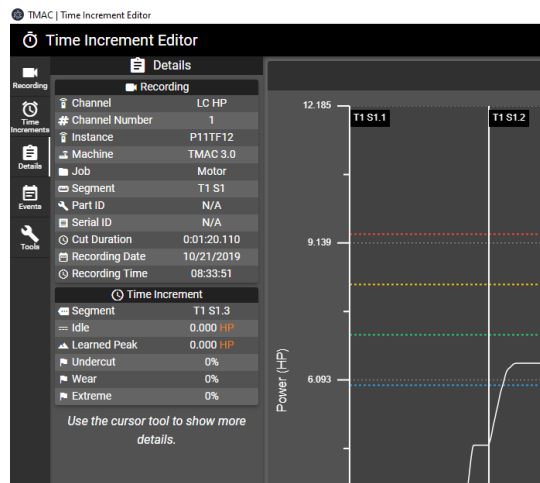 TMAC | Time Increment Editor
Time Increment Editor
Recording
Time
Increments
Details
Events
Tools
Details
Recording
Channel LC HP
# Channel Number 1
Instance P11TF12
Machine TMAC 3.0
Job Motor
Segment T1 S1
Part ID N/A
Serial ID N/A
Cut Duration 0:01:20.110
Recording Date 10/21/2019
Recording Time 08:33:51
Time Increment
Segment T1 S1.3
Idle 0.000 HP
Learned Peak 0.000 HP
Undercut 0%
Wear 0%
Extreme 0%
Use the cursor tool to show more
details.
12.185
T1 S1.1 T1 S1.2
9.139
Power (HP)
6.093